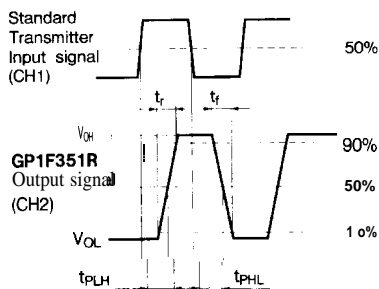 Standard
Transmitter
Input signal
(CH1)
50%
tr tf
VOH
90%
GP1F351R
Output signal
(CH2)
50%
1 o%
VOL
tPLH tPHL